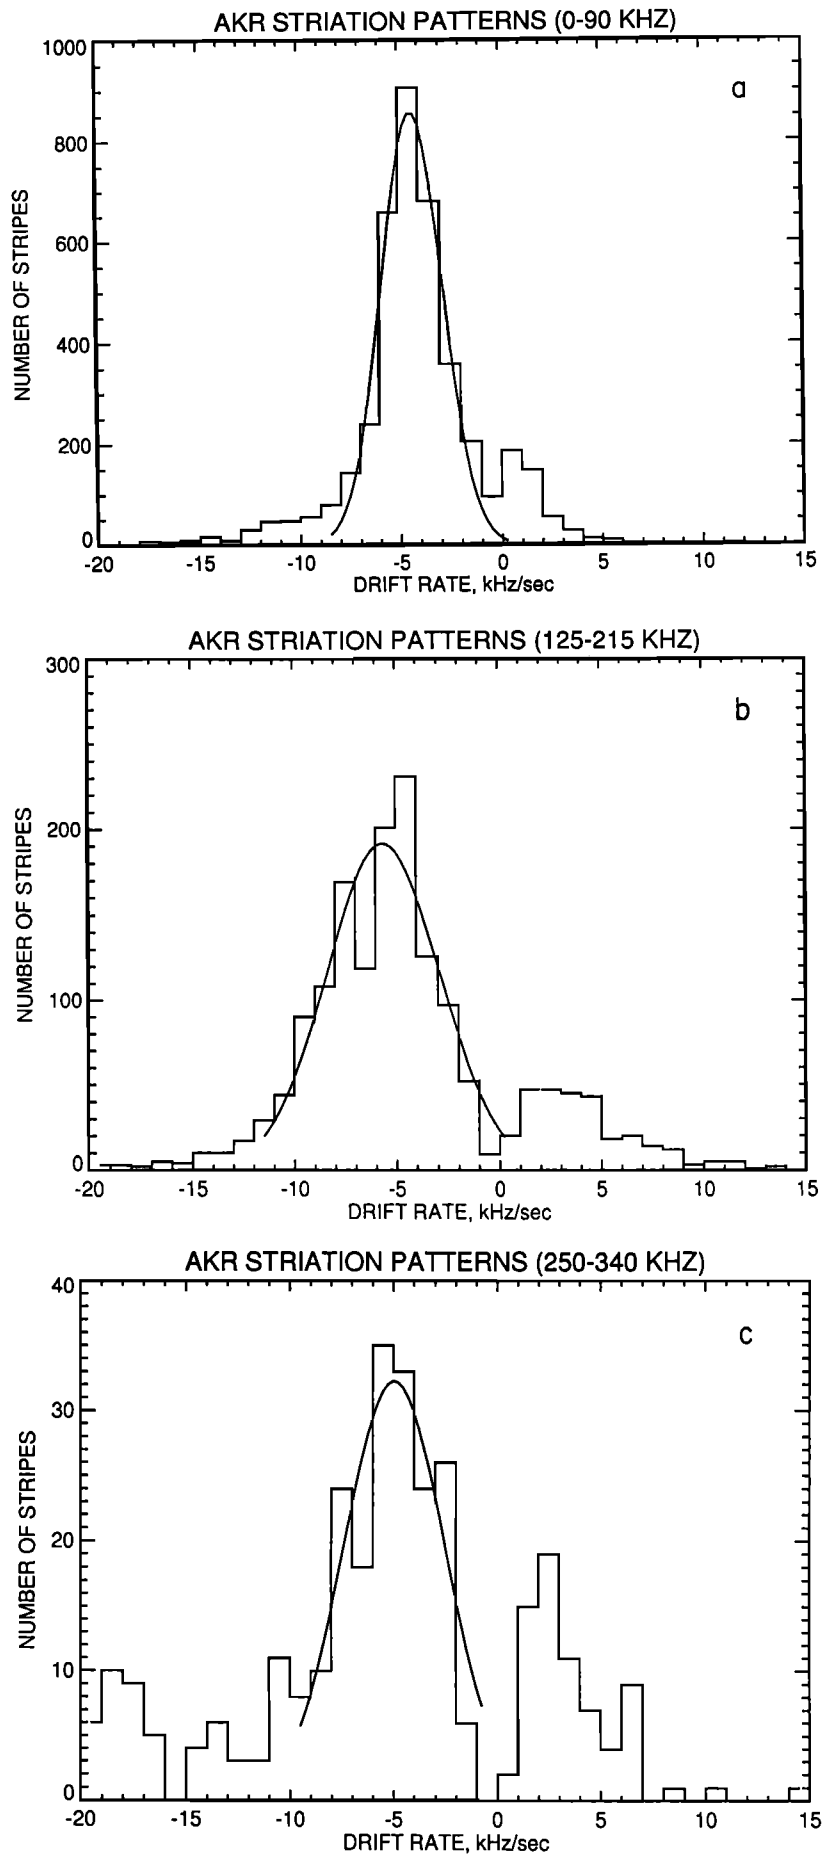 AKR STRIATION PATTERNS (0-90 KHZ)
a
NUMBER OF STRIPES
1000
800
600
400
200
0
-20 -15 -10 -5 0 5 10 15
DRIFT RATE, kHz/sec
AKR STRIATION PATTERNS (125-215 KHZ)
b
NUMBER OF STRIPES
300
200
100
0
-20 -15 -10 -5 0 5 10 15
DRIFT RATE, kHz/sec
AKR STRIATION PATTERNS (250-340 KHZ)
c
NUMBER OF STRIPES
40
30
20
10
0
-20 -15 -10 -5 0 5 10 15
DRIFT RATE, kHz/sec